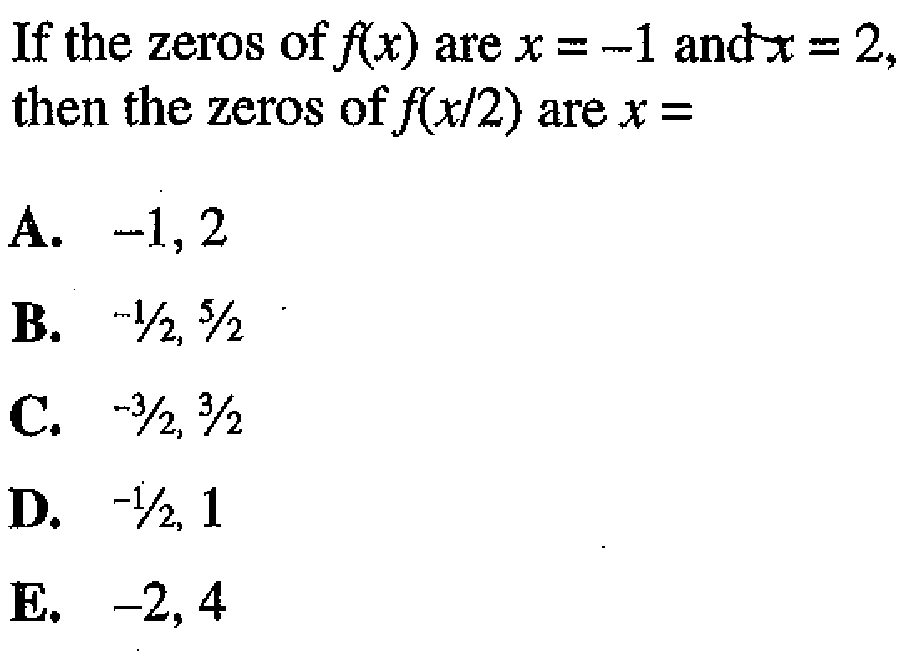 If the zeros of f(x) are x = –1 and x = 2,
then the zeros of f(x/2) are x =
A. –1, 2
B. –1/2, 5/2
C. –3/2, 3/2
D. –1/2, 1
E. –2, 4